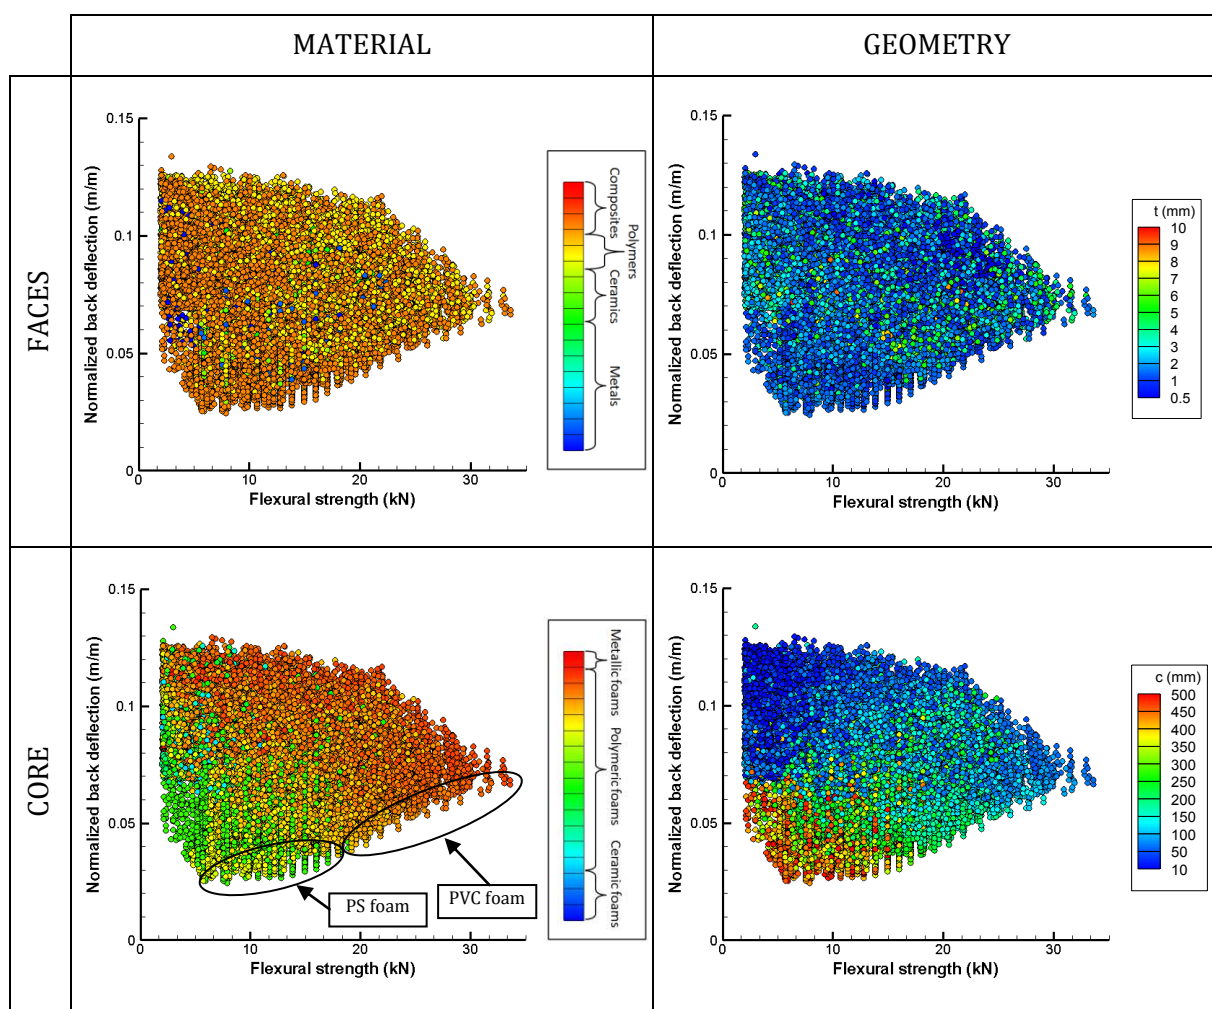 MATERIAL
GEOMETRY
FACES
Normalized back deflection (m/m)
0.15
0.1
0.05
0
0
10
20
30
Flexural strength (kN)
Composites
Polymers
Ceramics
Metals
Normalized back deflection (m/m)
0.15
0.1
0.05
0
0
10
20
30
Flexural strength (kN)
t (mm)
10
9
8
7
6
5
4
3
2
1
0.5
CORE
Normalized back deflection (m/m)
0.15
0.1
0.05
0
0
10
20
30
Flexural strength (kN)
PS foam
PVC foam
Metallic foams
Polymeric foams
Ceramic foams
Normalized back deflection (m/m)
0.15
0.1
0.05
0
0
10
20
30
Flexural strength (kN)
c (mm)
500
450
400
350
300
250
200
150
100
50
10